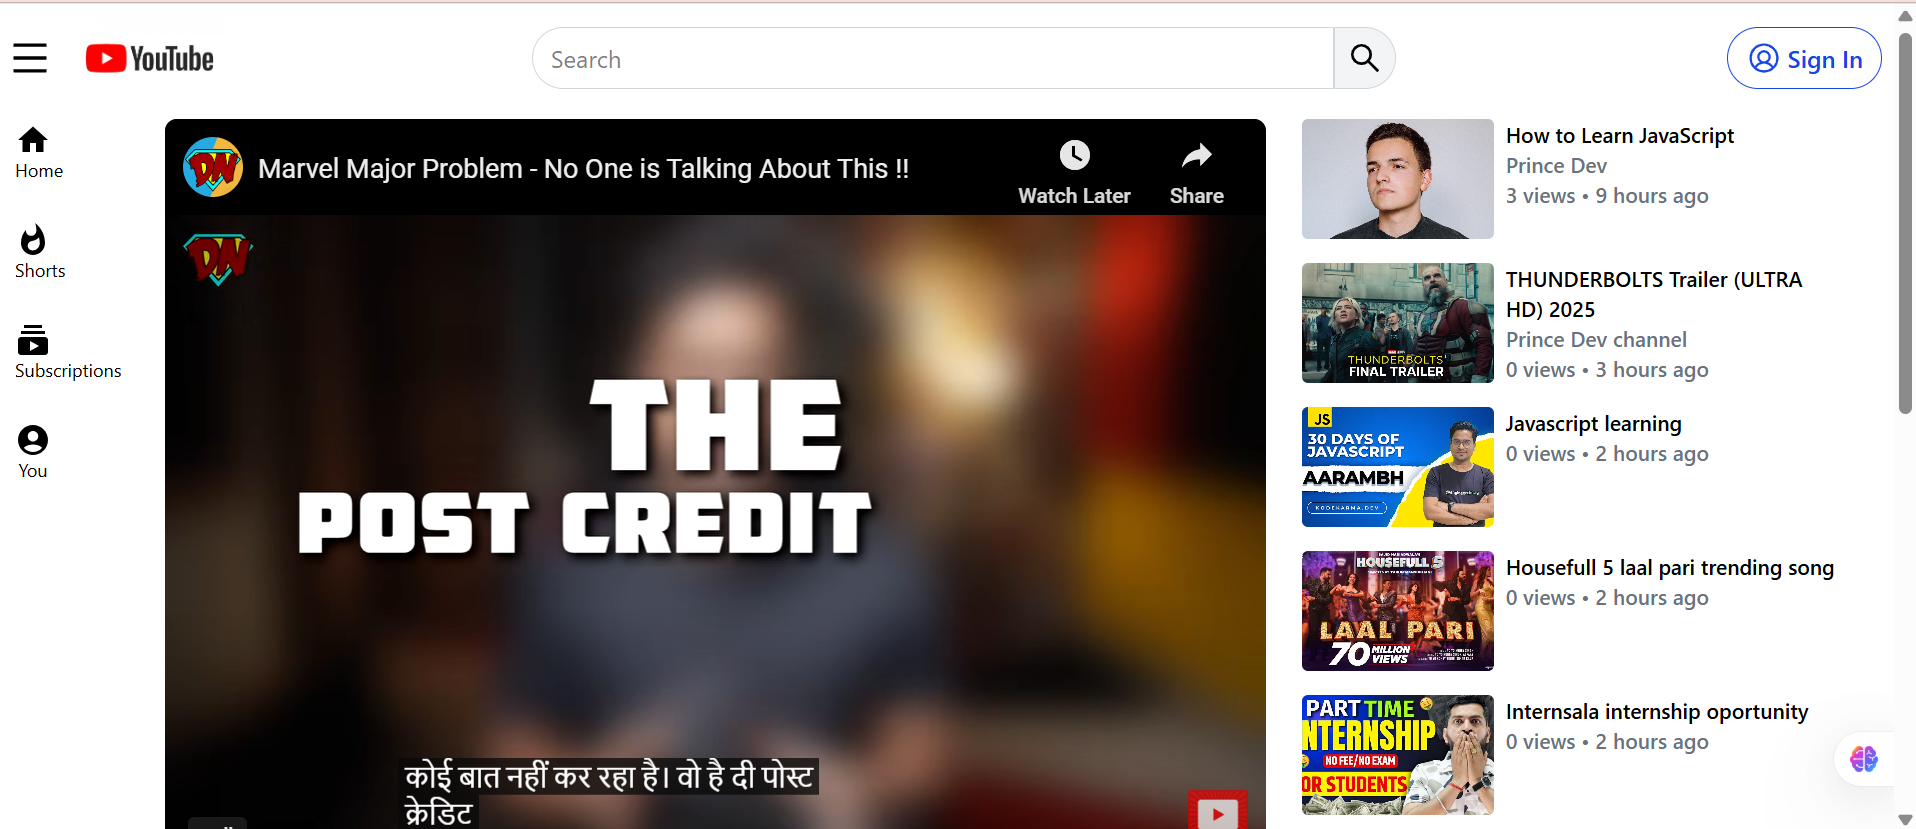 YouTube
Search
Sign In
Home
Shorts
Subscriptions
You
DN
Marvel Major Problem - No One is Talking About This !!
Watch Later
Share
DN
THE
POST CREDIT
कोई बात नहीं कर रहा है। वो है दी पोस्ट
क्रेडिट
How to Learn JavaScript
Prince Dev
3 views • 9 hours ago
THUNDERBOLTS*
FINAL TRAILER
THUNDERBOLTS Trailer (ULTRA
HD) 2025
Prince Dev channel
0 views • 3 hours ago
JS
30 DAYS OF
JAVASCRIPT
AARAMBH
KODEKARMA.DEV
Javascript learning
0 views • 2 hours ago
HOUSEFULL 5
LAAL PARI
70 MILLION
VIEWS
Housefull 5 laal pari trending song
0 views • 2 hours ago
PART TIME
NTERNSHIP
NO FEE/NO EXAM
OR STUDENTS
Internsala internship oportunity
0 views • 2 hours ago